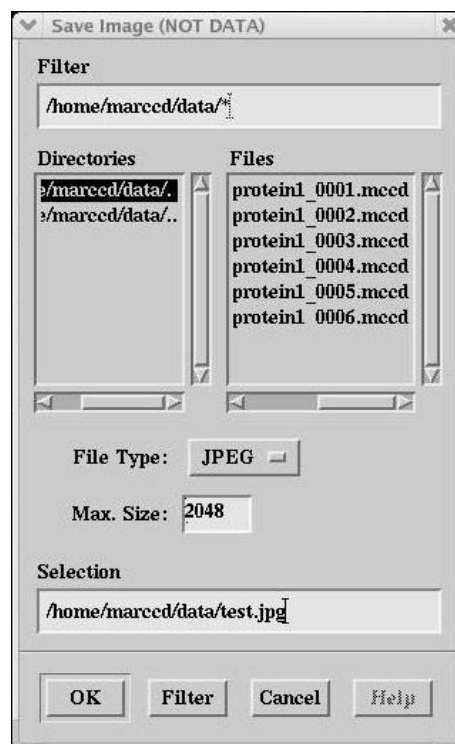 Save Image (NOT DATA)
Filter
/home/marccd/data/*
Directories
Files
e/marccd/data/.
e/marccd/data/..
protein1_0001.mccd
protein1_0002.mccd
protein1_0003.mccd
protein1_0004.mccd
protein1_0005.mccd
protein1_0006.mccd
File Type: JPEG
Max. Size: 2048
Selection
/home/marccd/data/test.jpg
OK Filter Cancel Help